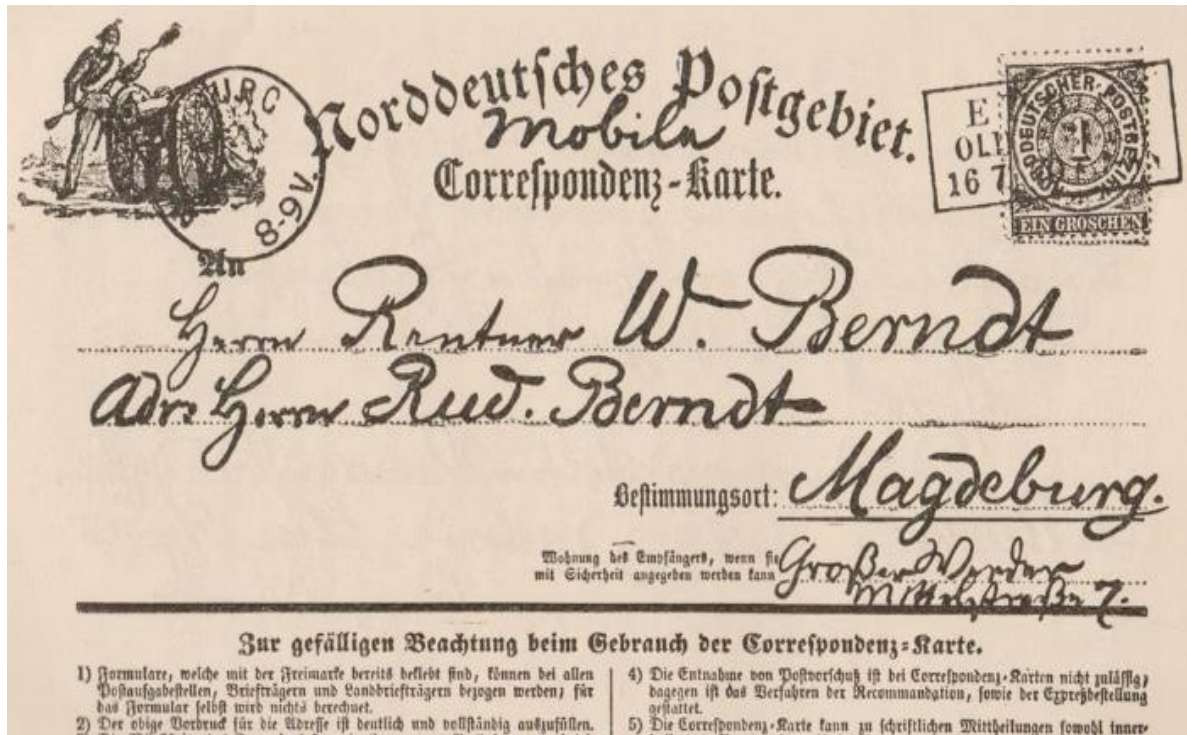 Norddeutsches Postgebiet.
Mobila
Correspondenz-Karte.
URG
8-9V.
E
OL
16 7
NORDDEUTSCHER POSTBEZIRK
1
EIN GROSCHEN
An
Herrn Rentner W. Berndt
Adr: Herrn Rud. Berndt
Bestimmungsort: Magdeburg.
Wohnung des Empfängers, wenn sie
mit Sicherheit angegeben werden kann
Großer Werder
Mittelstraße 7.
Zur gefälligen Beachtung beim Gebrauch der Correspondenz-Karte.
1) Formulare, welche mit der Freimarke bereits beklebt sind, können bei allen
Postaufgabestellen, Briefträgern und Landbriefträgern bezogen werden; für
das Formular selbst wird nichts berechnet.
2) Der obige Vordruck für die Adresse ist deutlich und vollständig auszufüllen.
4) Die Entnahme von Postvorschuß ist bei Correspondenz-Karten nicht zulässig,
dagegen ist das Verfahren der Recommandation, sowie der Expreßbestellung
gestattet.
5) Die Correspondenz-Karte kann zu schriftlichen Mittheilungen sowohl inner-